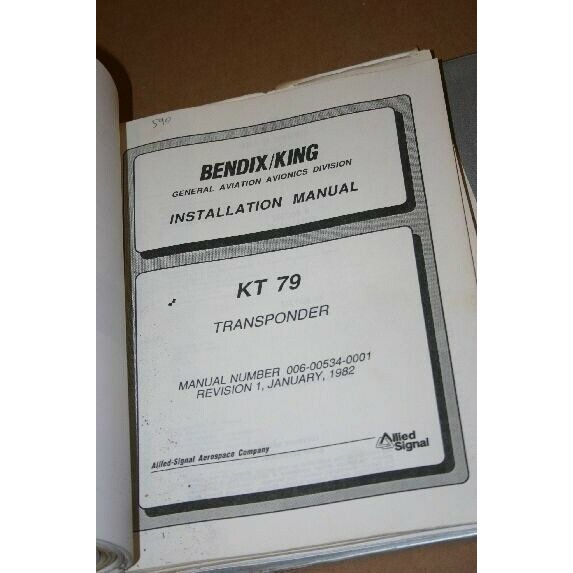 590
BENDIX/KING
GENERAL AVIATION AVIONICS DIVISION
INSTALLATION MANUAL
KT 79
TRANSPONDER
MANUAL NUMBER 006-00534-0001
REVISION 1, JANUARY, 1982
Allied-Signal Aerospace Company
Allied
Signal